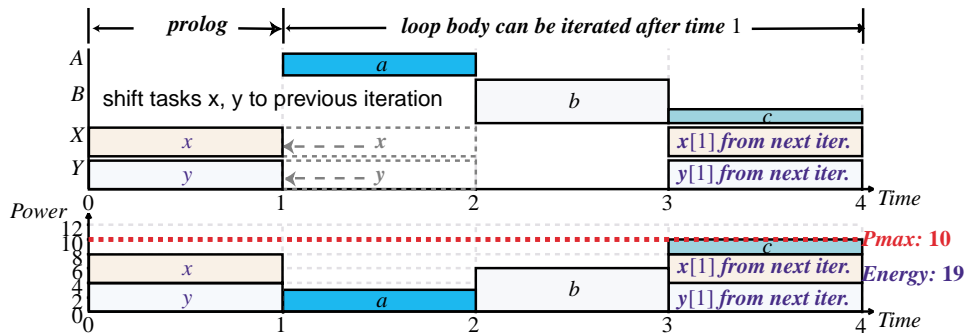 prolog
loop body can be iterated after time 1
A
a
B
shift tasks x, y to previous iteration
b
c
X
x
x
x[1] from next iter.
Y
y
y
y[1] from next iter.
0
1
2
3
4
Time
Power
12
10
8
6
4
2
0
Pmax: 10
c
x
x[1] from next iter.
Energy: 19
b
y
a
y[1] from next iter.
0
1
2
3
4
Time